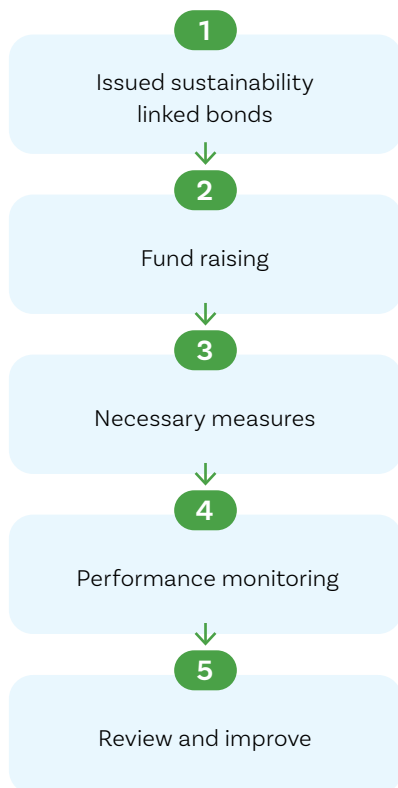 1
Issued sustainability
linked bonds
2
Fund raising
3
Necessary measures
4
Performance monitoring
5
Review and improve